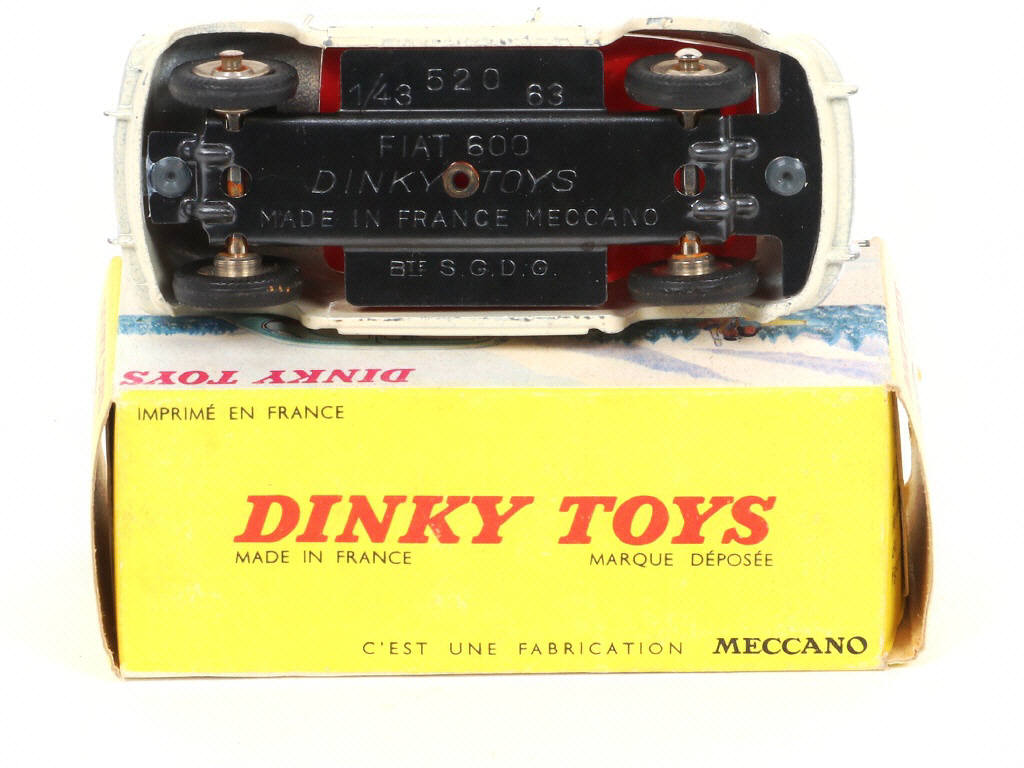 1/43 520 63
FIAT 600
DINKY TOYS
MADE IN FRANCE MECCANO
BTE S.G.D.G.
DINKY TOYS
IMPRIMÉ EN FRANCE
DINKY TOYS
MADE IN FRANCE MARQUE DÉPOSÉE
C'EST UNE FABRICATION MECCANO